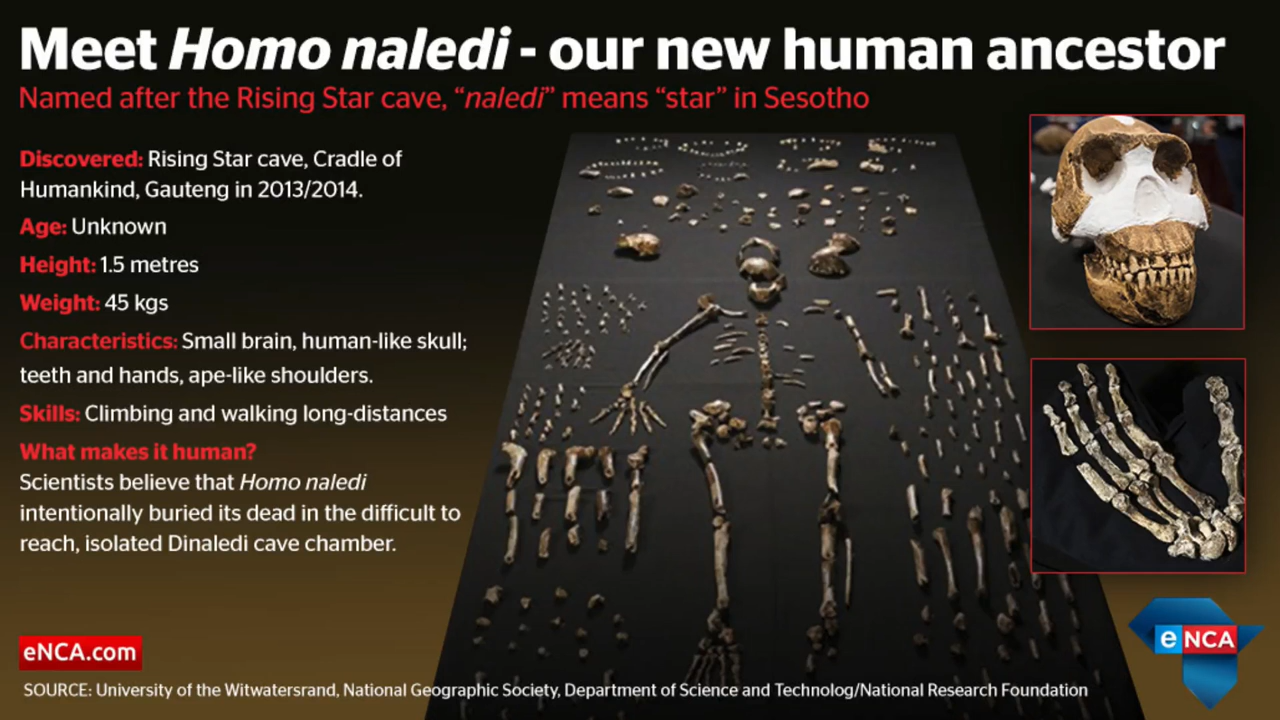 Meet Homo naledi - our new human ancestor
Named after the Rising Star cave, “naledi” means “star” in Sesotho
Discovered: Rising Star cave, Cradle of
Humankind, Gauteng in 2013/2014.
Age: Unknown
Height: 1.5 metres
Weight: 45 kgs
Characteristics: Small brain, human-like skull;
teeth and hands, ape-like shoulders.
Skills: Climbing and walking long-distances
What makes it human?
Scientists believe that Homo naledi
intentionally buried its dead in the difficult to
reach, isolated Dinaledi cave chamber.
eNCA.com
eNCA
SOURCE: University of the Witwatersrand, National Geographic Society, Department of Science and Technolog/National Research Foundation